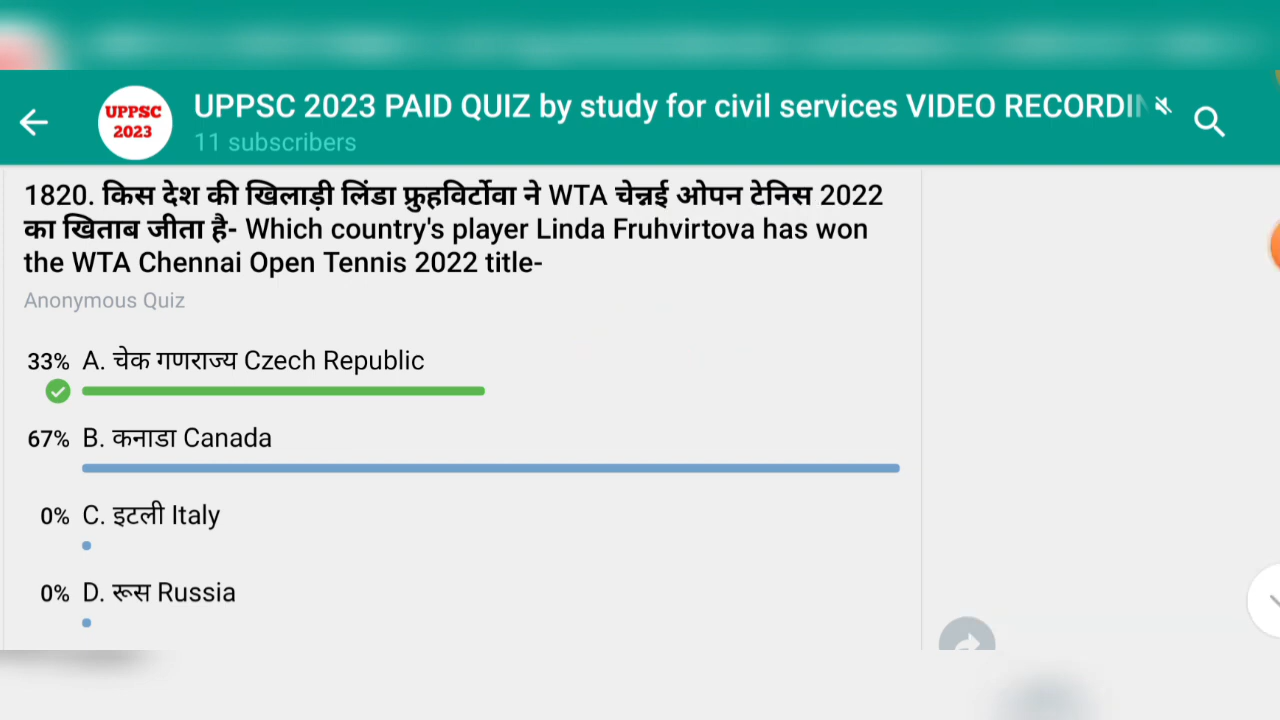 UPPSC
2023
UPPSC 2023 PAID QUIZ by study for civil services VIDEO RECORDIN
11 subscribers
1820. किस देश की खिलाड़ी लिंडा फ्रुहविर्टोवा ने WTA चेन्नई ओपन टेनिस 2022
का खिताब जीता है- Which country's player Linda Fruhvirtova has won
the WTA Chennai Open Tennis 2022 title-
Anonymous Quiz
33% A. चेक गणराज्य Czech Republic
67% B. कनाडा Canada
0% C. इटली Italy
0% D. रूस Russia